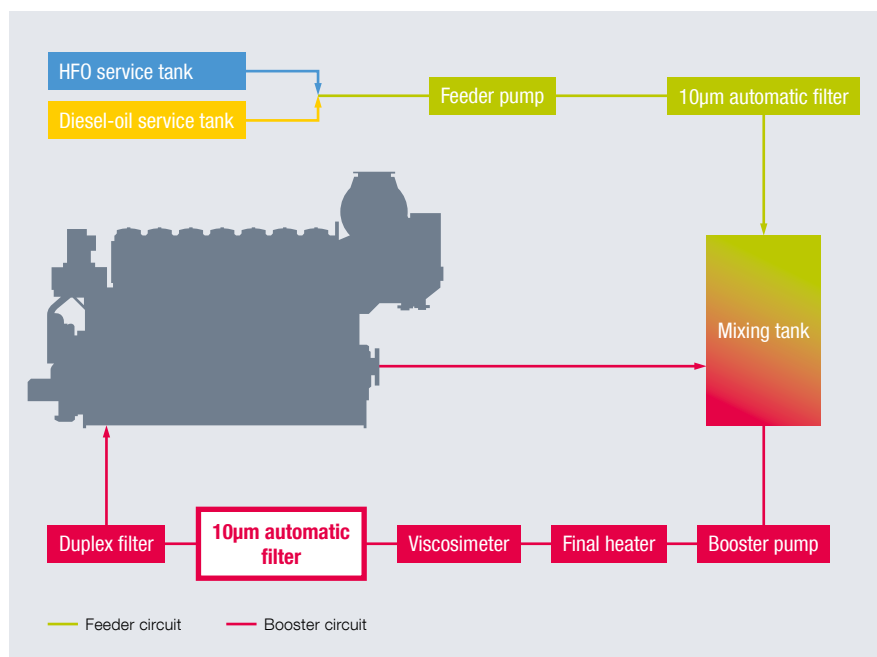 HFO service tank
Diesel-oil service tank
Feeder pump
10µm automatic filter
Mixing tank
Duplex filter
10µm automatic
filter
Viscosimeter
Final heater
Booster pump
Feeder circuit
Booster circuit